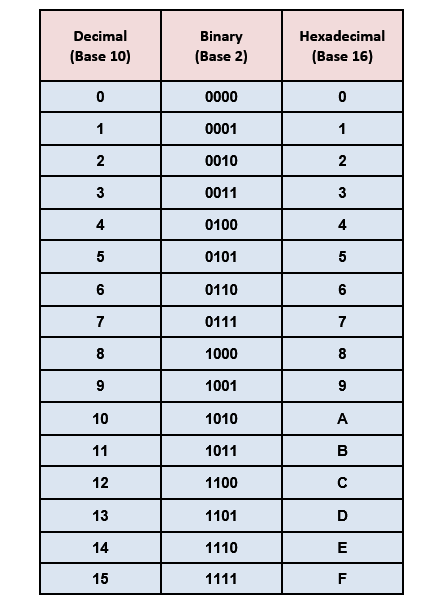 Decimal Binary Hexadecimal
(Base 10) (Base 2) (Base 16)
0 0000 0
1 0001 1
2 0010 2
3 0011 3
4 0100 4
5 0101 5
6 0110 6
7 0111 7
8 1000 8
9 1001 9
10 1010 A
11 1011 B
12 1100 C
13 1101 D
14 1110 E
15 1111 F